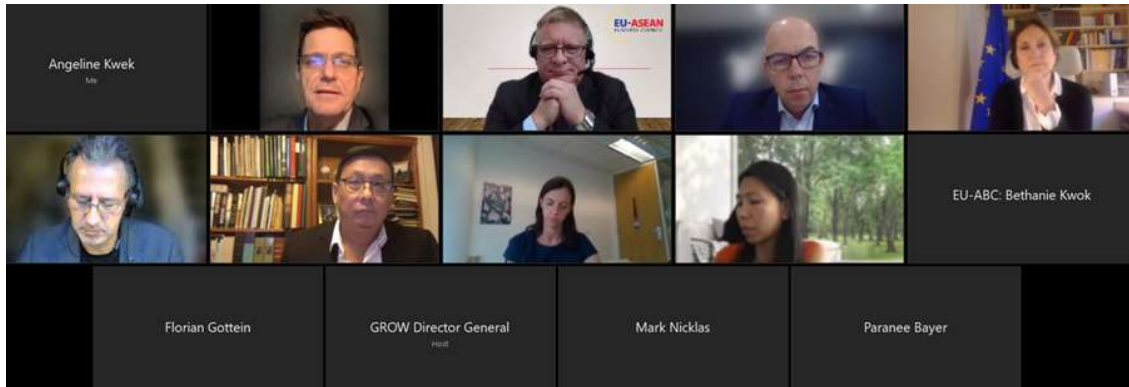 Angeline Kwek
Me
EU-ASEAN
BUSINESS COUNCIL
EU-ABC: Bethanie Kwok
Florian Gottein
GROW Director General
Host
Mark Nicklas
Paranee Bayer